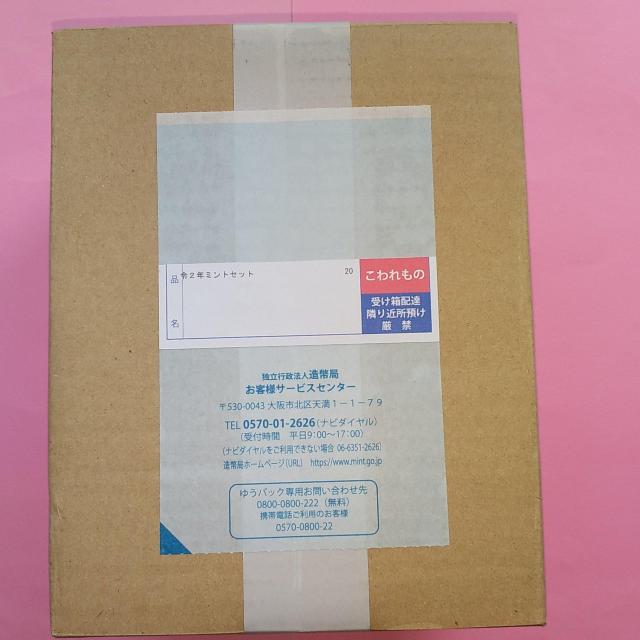 品名
令2年ミントセット 20
こわれもの
受け箱配達
隣り近所預け
厳 禁
独立行政法人造幣局
お客様サービスセンター
〒530-0043 大阪市北区天満1-1-79
TEL 0570-01-2626(ナビダイヤル)
(受付時間 平日9:00〜17:00)
(ナビダイヤルをご利用できない場合 06-6351-2626)
造幣局ホームページ(URL) https://www.mint.go.jp
ゆうパック専用お問い合わせ先
0800-0800-222(無料)
携帯電話ご利用のお客様
0570-0800-22